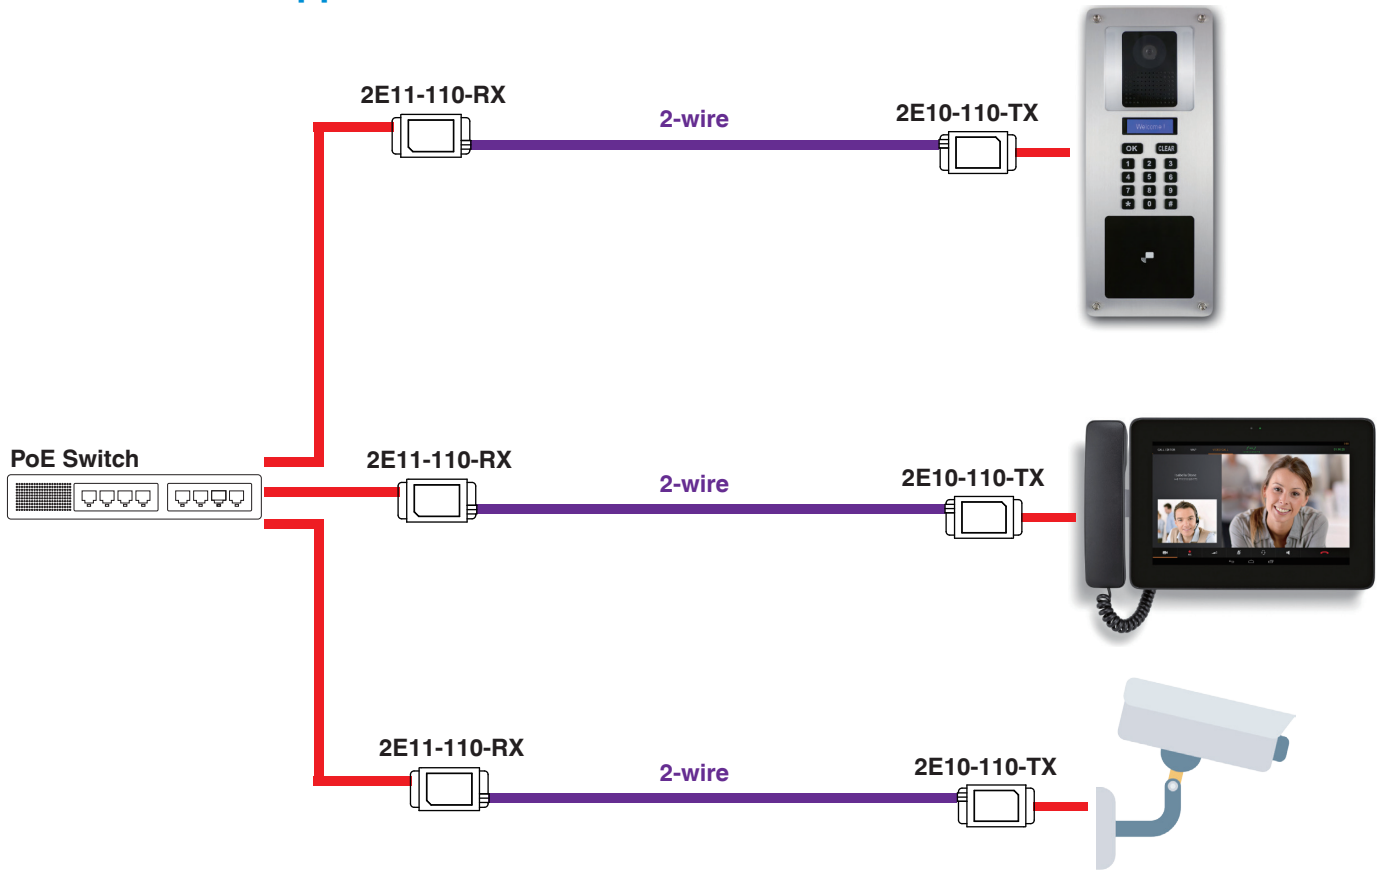 2E11-110-RX
2-wire
2E10-110-TX
Welcome !
OK
CLEAR
1 2 3
4 5 6
7 8 9
* 0 #
PoE Switch
2E11-110-RX
2-wire
2E10-110-TX
2E11-110-RX
2-wire
2E10-110-TX